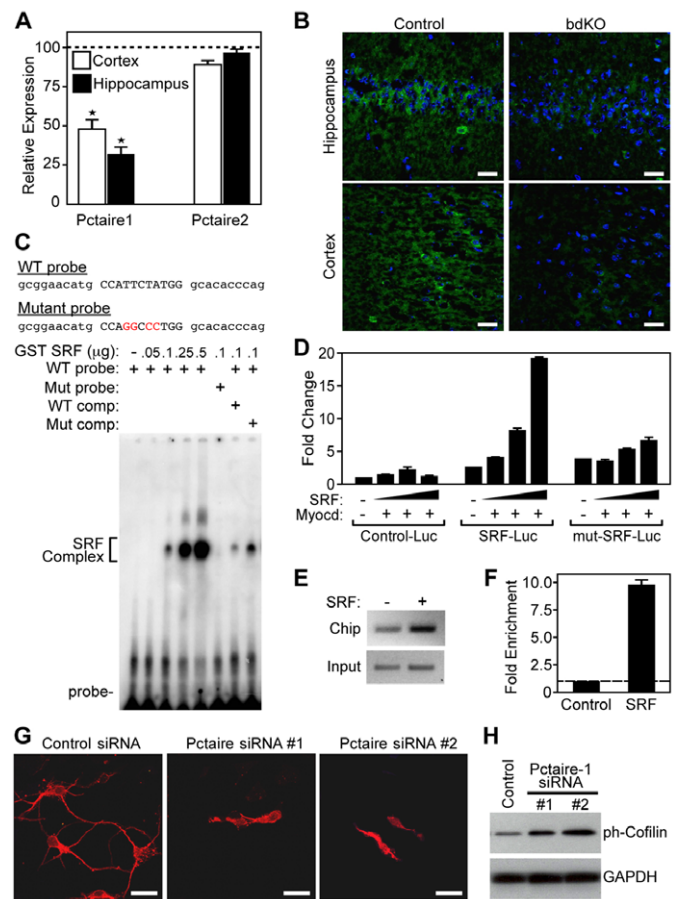 A
100
75
50
25
0
Relative Expression
Cortex
Hippocampus
*
*
Pctaire1 Pctaire2
B
Control bdKO
Hippocampus
Cortex
C
WT probe
gcggaacatg CCATTCTATGG gcacacccag
Mutant probe
gcggaacatg CCAGGCCCTGG gcacacccag
GST SRF (μg): - .05 .1 .25 .5 .1 .1 .1
WT probe: + + + + + + +
Mut probe: +
WT comp: +
Mut comp: +
SRF
Complex
probe-
D
Fold Change
20
15
10
5
0
SRF: - - -
Myocd: - + + + - + + + - + + +
Control-Luc SRF-Luc mut-SRF-Luc
E
SRF: - +
Chip
Input
F
Fold Enrichment
10.0
7.5
5.0
2.5
0
Control SRF
G
Control siRNA Pctaire siRNA #1 Pctaire siRNA #2
H
Control
Pctaire-1
siRNA
#1 #2
ph-Cofilin
GAPDH